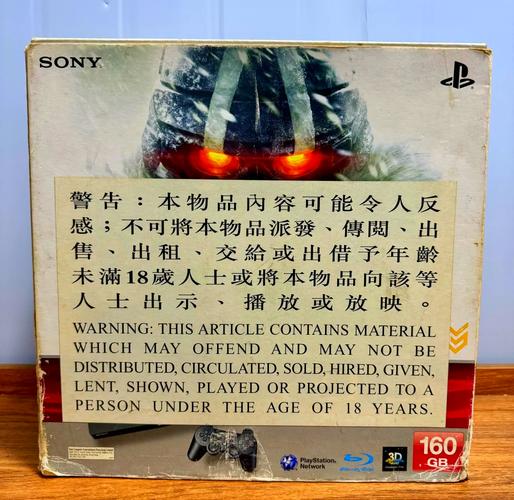 SONY
警告：本物品內容可能令人反
感；不可將本物品派發、傳閱、出
售、出租、交給或出借予年齡
未滿18歲人士或將本物品向該等
人士出示、播放或放映。
WARNING: THIS ARTICLE CONTAINS MATERIAL
WHICH MAY OFFEND AND MAY NOT BE
DISTRIBUTED, CIRCULATED, SOLD, HIRED, GIVEN,
LENT, SHOWN, PLAYED OR PROJECTED TO A
PERSON UNDER THE AGE OF 18 YEARS.
PlayStation
Network
3D
160
GB